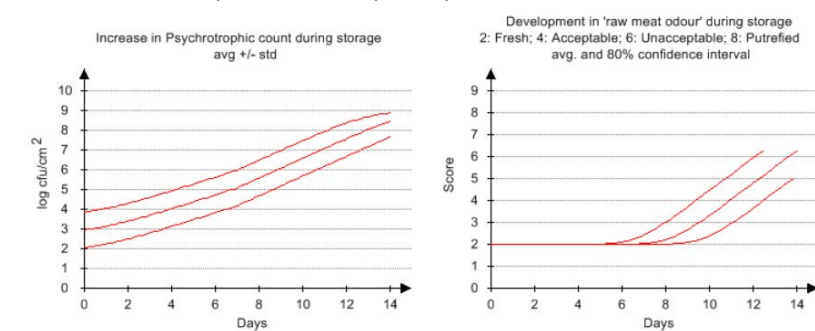 Increase in Psychrotrophic count during storage
avg +/- std
10
9
8
7
6
5
4
3
2
1
0
log cfu/cm 2
0 2 4 6 8 10 12 14
Days
Development in 'raw meat odour' during storage
2: Fresh; 4: Acceptable; 6: Unacceptable; 8: Putrefied
avg. and 80% confidence interval
9
8
7
6
5
4
3
2
1
0
Score
0 2 4 6 8 10 12 14
Days